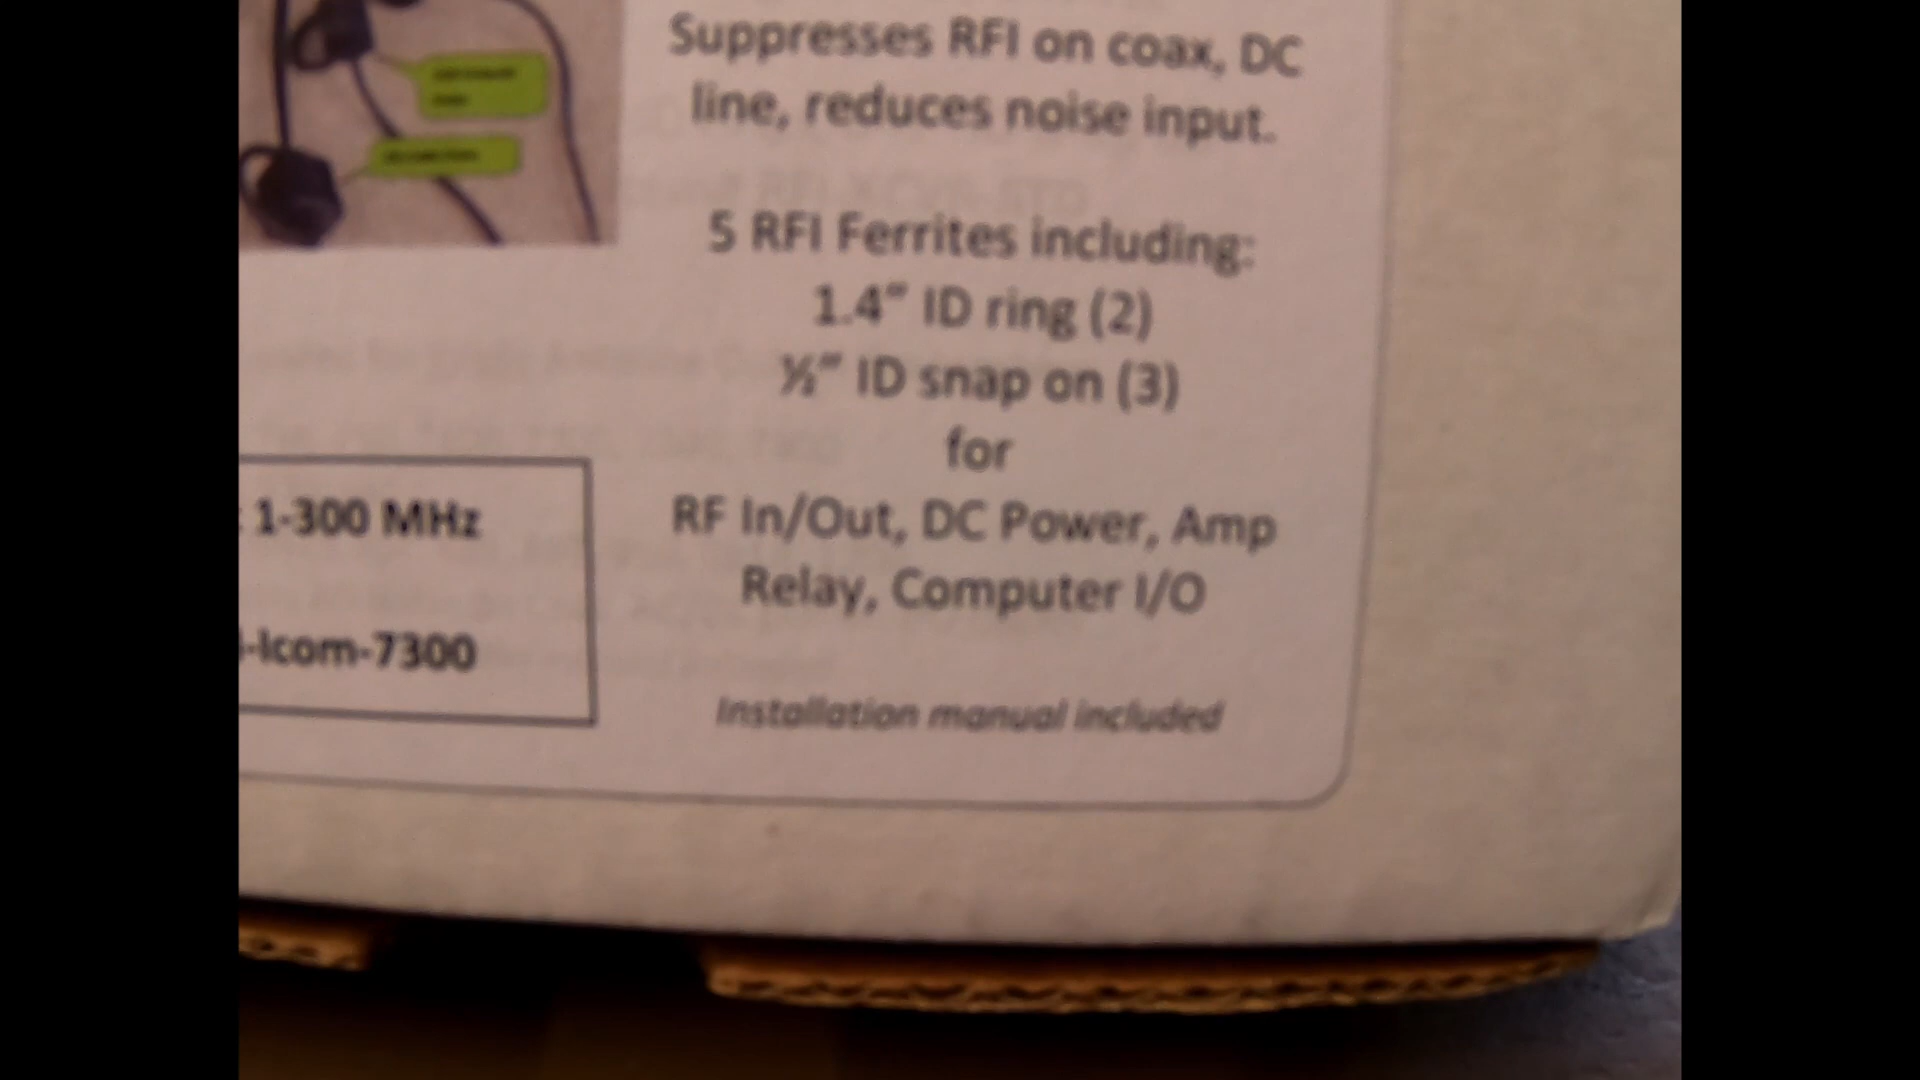 Suppresses RFI on coax, DC
line, reduces noise input.
5 RFI Ferrites including:
1.4” ID ring (2)
½” ID snap on (3)
for
RF In/Out, DC Power, Amp
Relay, Computer I/O
Installation manual included
1-300 MHz
-Icom-7300